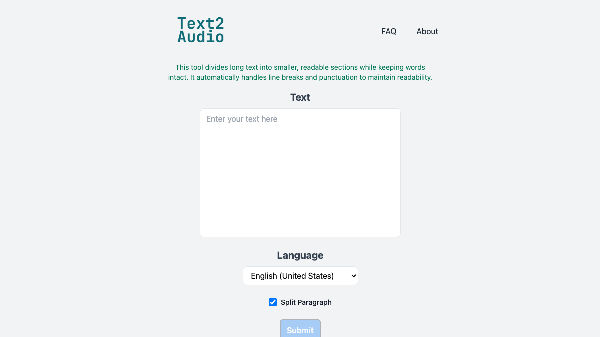 Text2
Audio
FAQ
About
This tool divides long text into smaller, readable sections while keeping words
intact. It automatically handles line breaks and punctuation to maintain readability.
Text
Enter your text here
Language
English (United States)
Split Paragraph
Submit